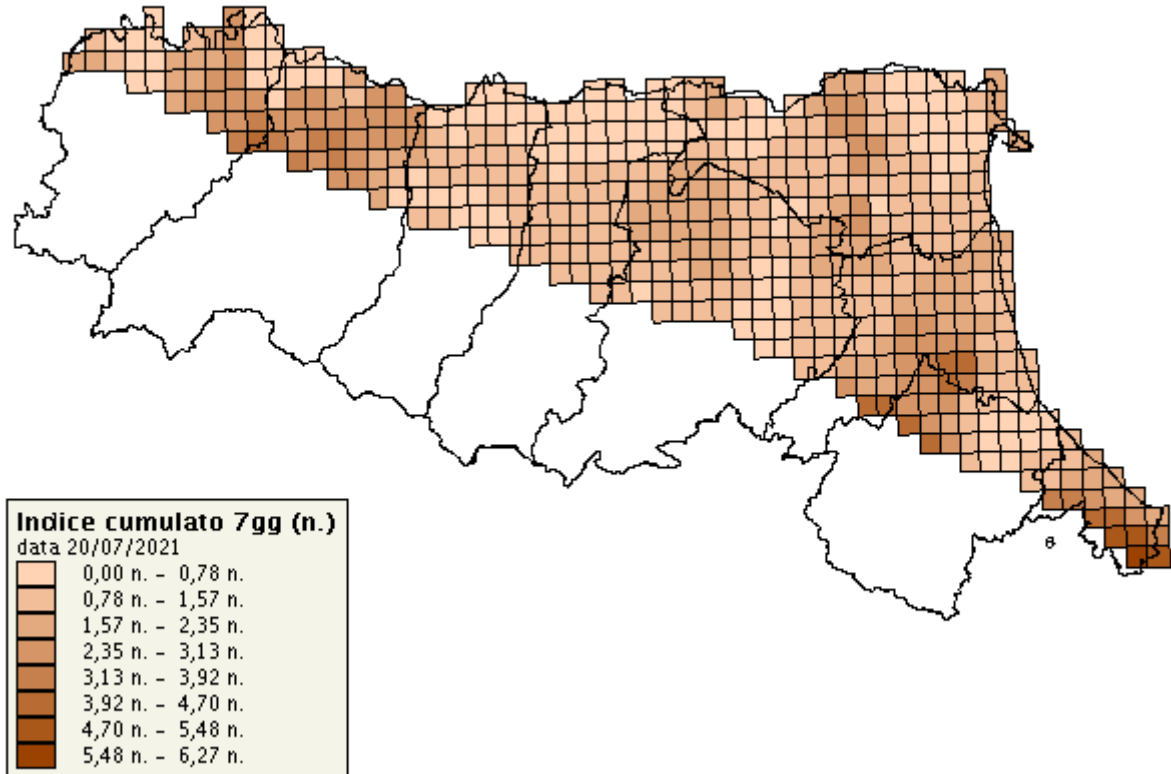 Indice cumulato 7gg (n.)
data 20/07/2021
0,00 n. - 0,78 n.
0,78 n. - 1,57 n.
1,57 n. - 2,35 n.
2,35 n. - 3,13 n.
3,13 n. - 3,92 n.
3,92 n. - 4,70 n.
4,70 n. - 5,48 n.
5,48 n. - 6,27 n.